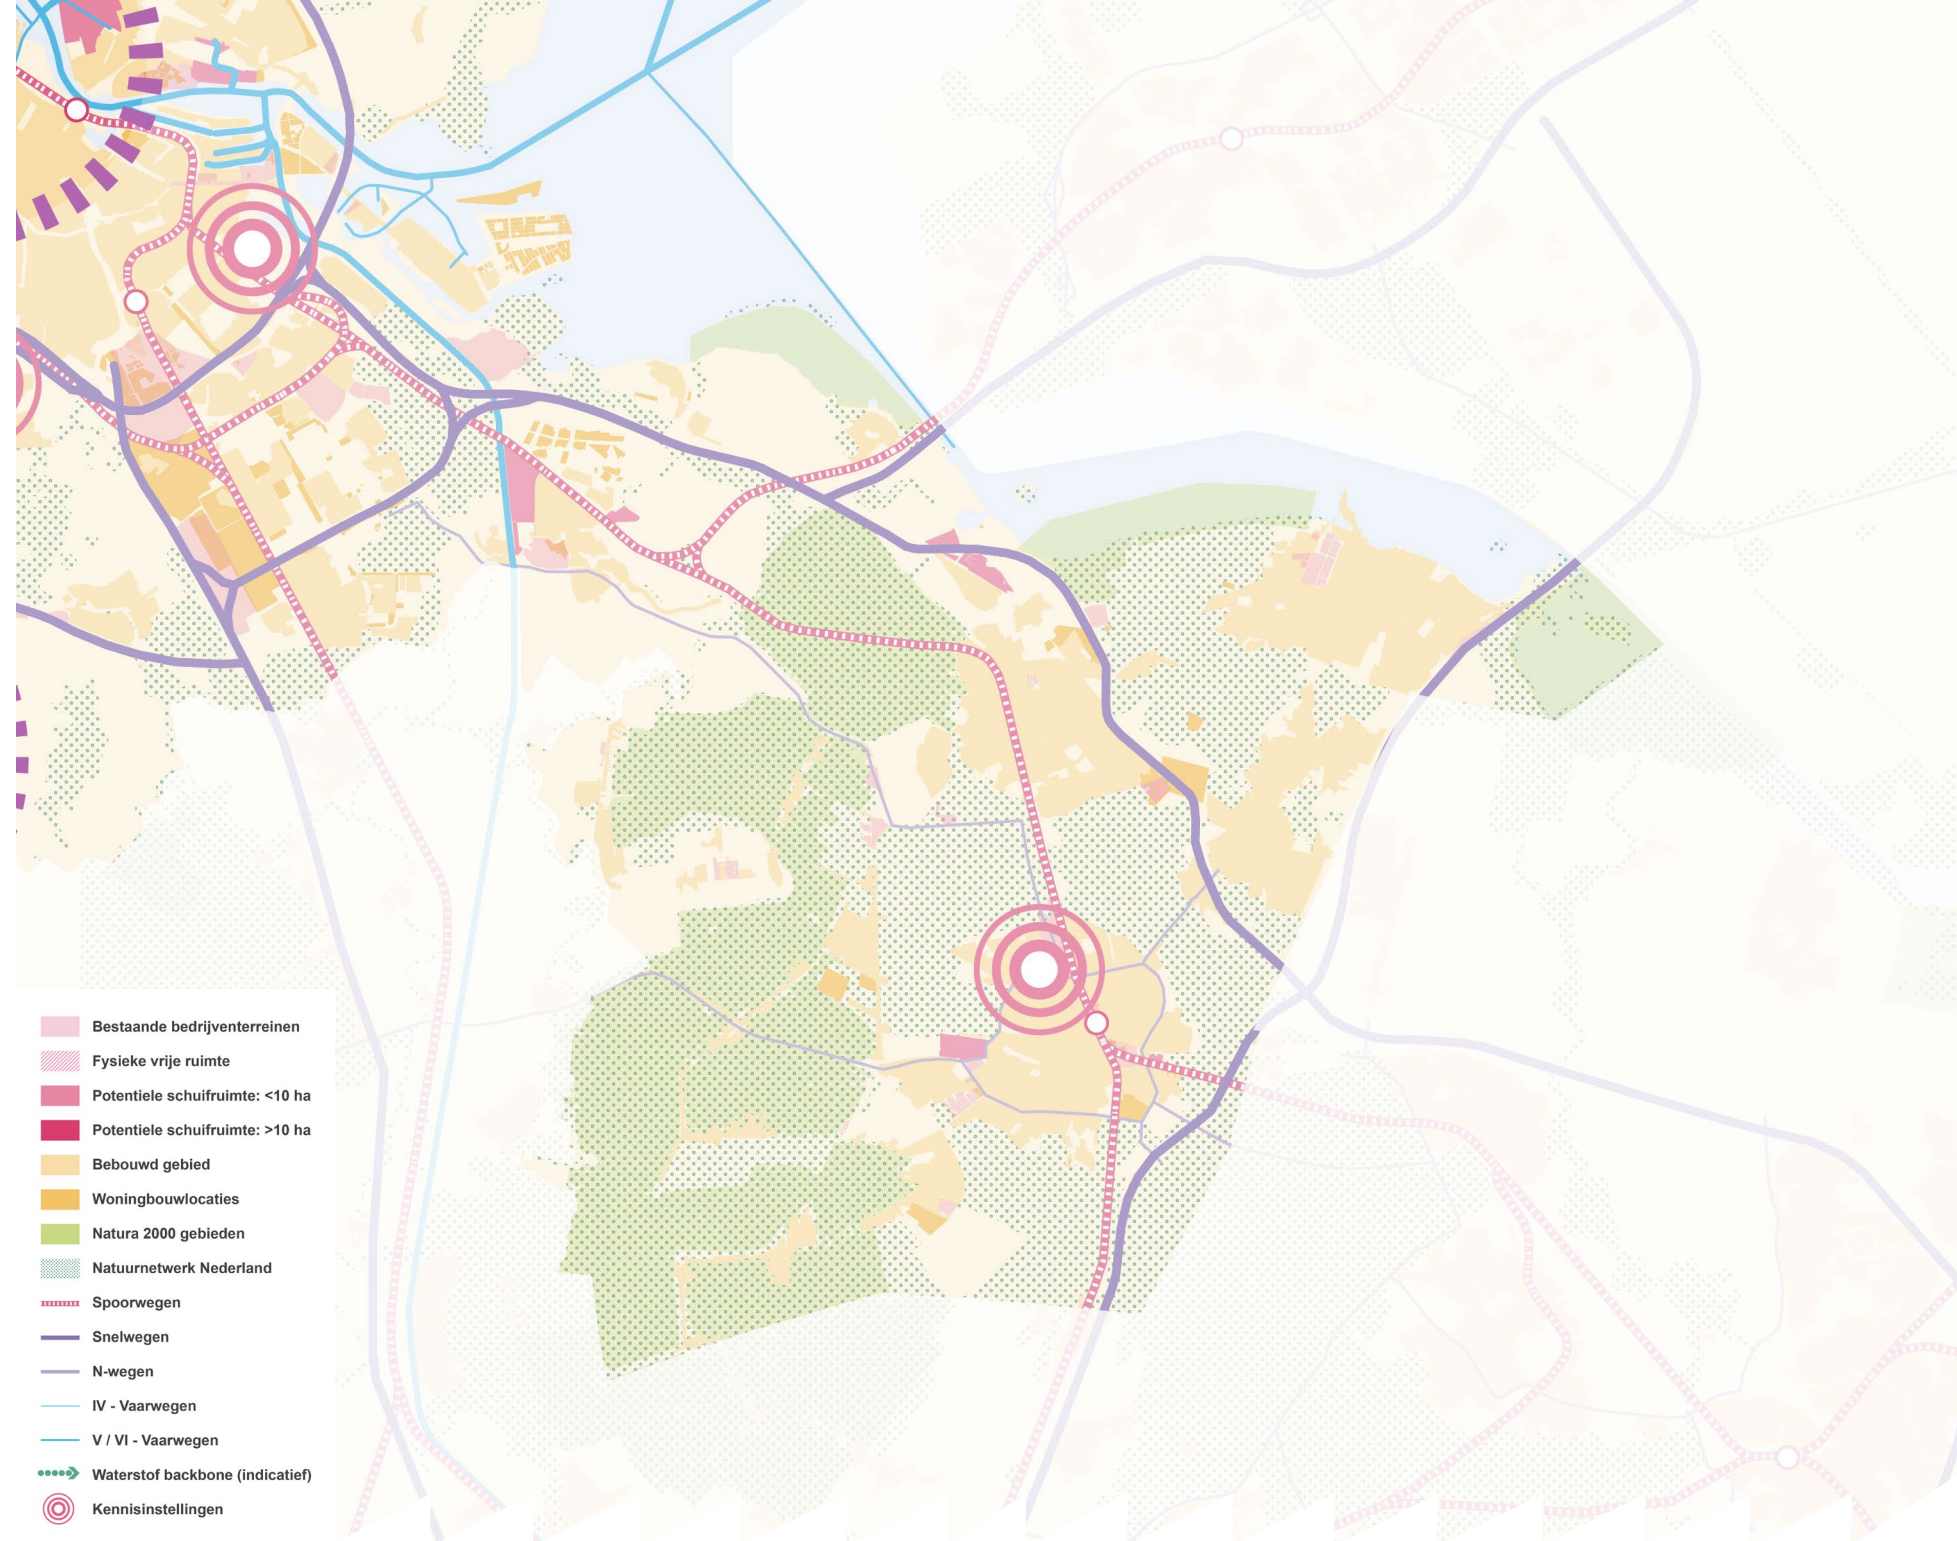 Bestaande bedrijventerreinen
Fysieke vrije ruimte
Potentiele schuifruimte: <10 ha
Potentiele schuifruimte: >10 ha
Bebouwd gebied
Woningbouwlocaties
Natura 2000 gebieden
Natuurnetwerk Nederland
Spoorwegen
Snelwegen
N-wegen
IV - Vaarwegen
V / VI - Vaarwegen
Waterstof backbone (indicatief)
Kennisinstellingen